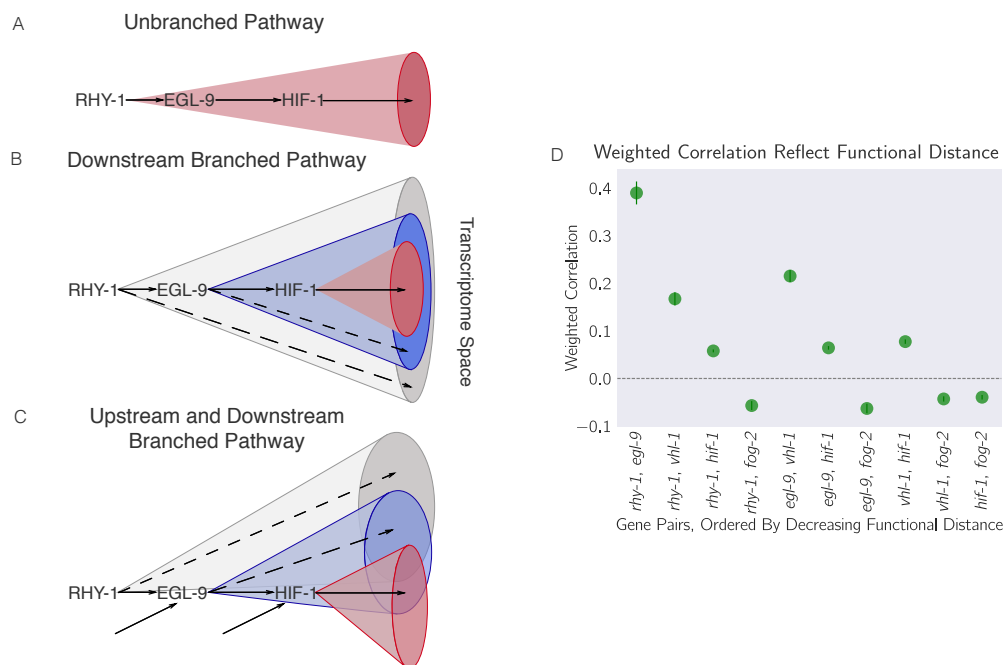 A
Unbranched Pathway
RHY-1
EGL-9
HIF-1
B
Downstream Branched Pathway
RHY-1
EGL-9
HIF-1
Transcriptome Space
C
Upstream and Downstream
Branched Pathway
RHY-1
EGL-9
HIF-1
D
Weighted Correlation Reflect Functional Distance
Weighted Correlation
0.4
0.3
0.2
0.1
0.0
−0.1
rhy-1, egl-9
rhy-1, vhl-1
rhy-1, hif-1
rhy-1, fog-2
egl-9, vhl-1
egl-9, hif-1
egl-9, fog-2
vhl-1, hif-1
vhl-1, fog-2
hif-1, fog-2
Gene Pairs, Ordered By Decreasing Functional Distance